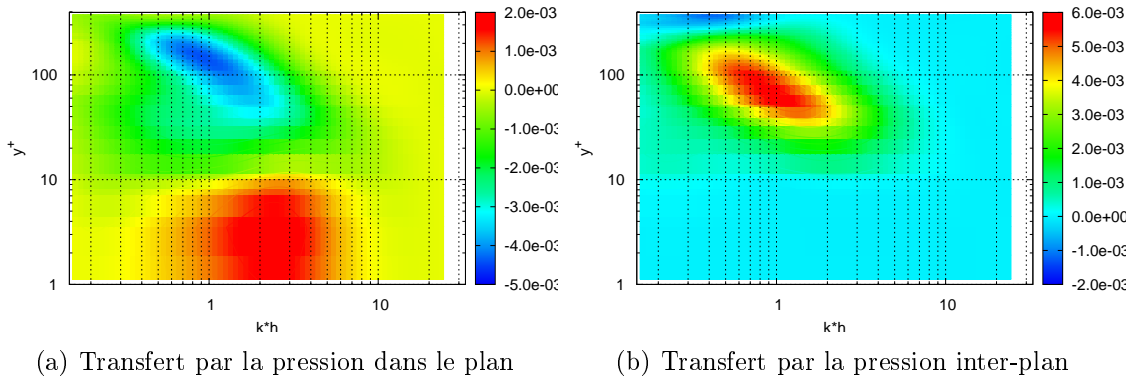 y+
100
10
1
1
10
k*h
2.0e-03
1.0e-03
0.0e+00
-1.0e-03
-2.0e-03
-3.0e-03
-4.0e-03
-5.0e-03
(a) Transfert par la pression dans le plan
y+
100
10
1
1
10
k*h
6.0e-03
5.0e-03
4.0e-03
3.0e-03
2.0e-03
1.0e-03
0.0e+00
-1.0e-03
-2.0e-03
(b) Transfert par la pression inter-plan